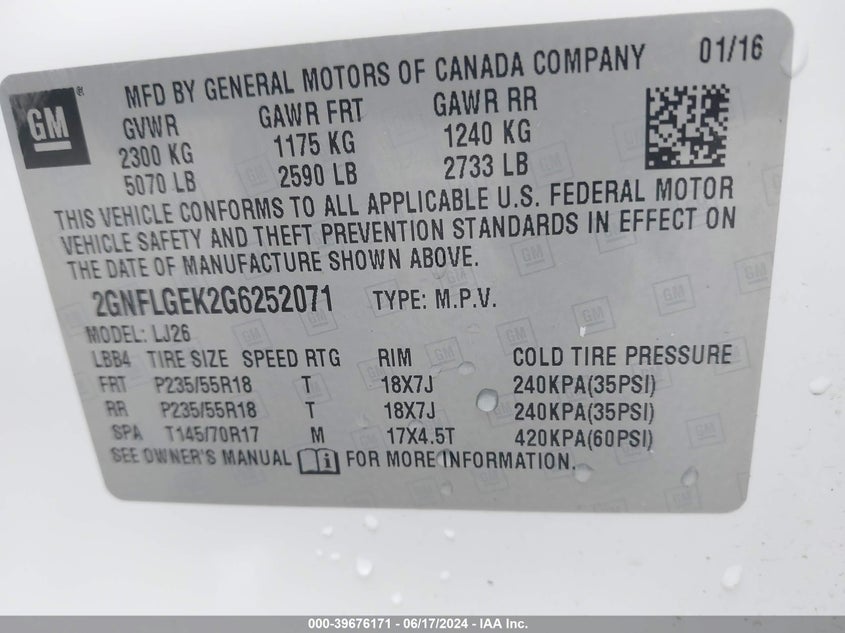 MFD BY GENERAL MOTORS OF CANADA COMPANY 01/16
GM®
GVWR GAWR FRT GAWR RR
2300 KG 1175 KG 1240 KG
5070 LB 2590 LB 2733 LB
THIS VEHICLE CONFORMS TO ALL APPLICABLE U.S. FEDERAL MOTOR
VEHICLE SAFETY AND THEFT PREVENTION STANDARDS IN EFFECT ON
THE DATE OF MANUFACTURE SHOWN ABOVE.
2GNFLGEK2G6252071 TYPE: M.P.V.
MODEL: LJ26
LBB4 TIRE SIZE SPEED RTG RIM COLD TIRE PRESSURE
FRT P235/55R18 T 18X7J 240KPA(35PSI)
RR P235/55R18 T 18X7J 240KPA(35PSI)
SPA T145/70R17 M 17X4.5T 420KPA(60PSI)
SEE OWNER'S MANUAL i FOR MORE INFORMATION.
000-39676171 - 06/17/2024 - IAA Inc.